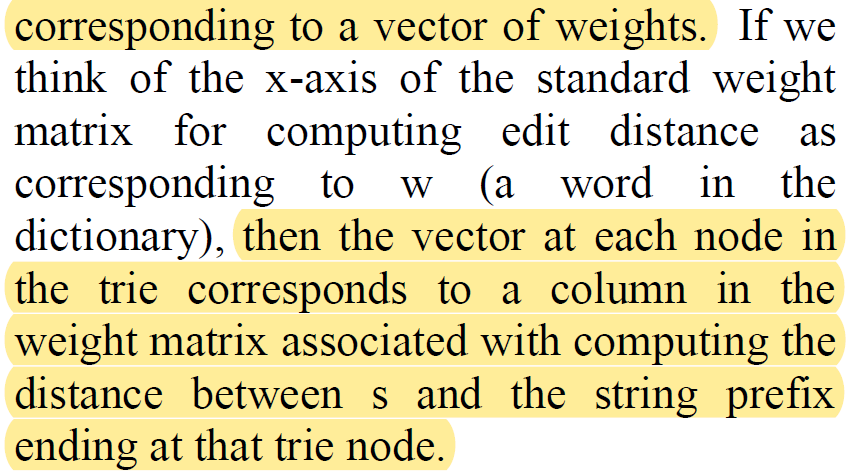 corresponding to a vector of weights. If we
think of the x-axis of the standard weight
matrix for computing edit distance as
corresponding to w (a word in the
dictionary), then the vector at each node in
the trie corresponds to a column in the
weight matrix associated with computing the
distance between s and the string prefix
ending at that trie node.